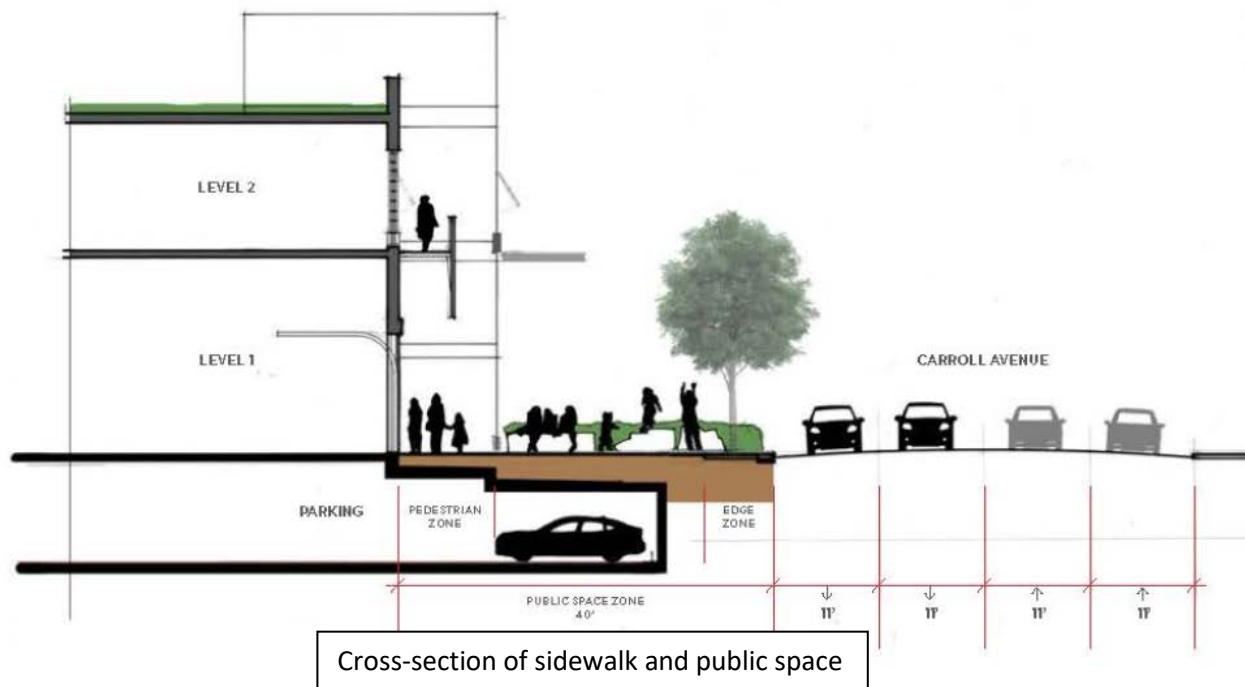 LEVEL 2
LEVEL 1
CARROLL AVENUE
PARKING
PEDESTRIAN
ZONE
EDGE
ZONE
PUBLIC SPACE ZONE
40'
11'
11'
11'
11'
Cross-section of sidewalk and public space